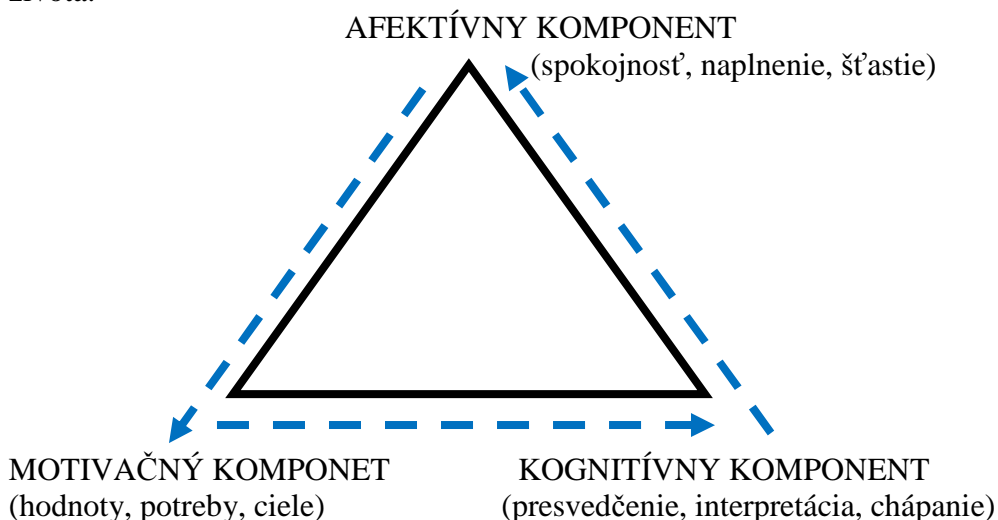 AFEKTÍVNY KOMPONENT
(spokojnosť, naplnenie, šťastie)
MOTIVAČNÝ KOMPONET
KOGNITÍVNY KOMPONENT
(hodnoty, potreby, ciele)
(presvedčenie, interpretácia, chápanie)